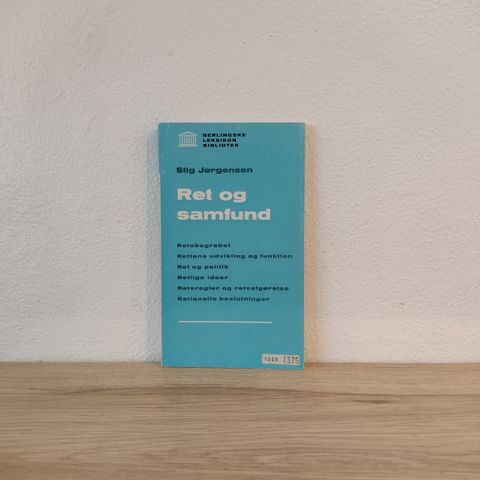 BERLINGSKE
LEKSIKON
BIBLIOTEK
Stig Jørgensen
Ret og
samfund
Retsbegrebet
Rettens udvikling og funktion
Ret og politik
Retlige ideer
Retsregler og retsafgørelse
Rationelle beslutninger
1375